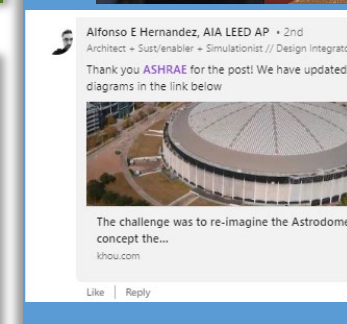 Alfonso E Hernandez, AIA LEED AP • 2nd
Architect + Sust/enabler + Simulationist // Design Integrato
Thank you ASHRAE for the post! We have updated
diagrams in the link below
The challenge was to re-imagine the Astrodome
concept the...
khou.com
Like | Reply